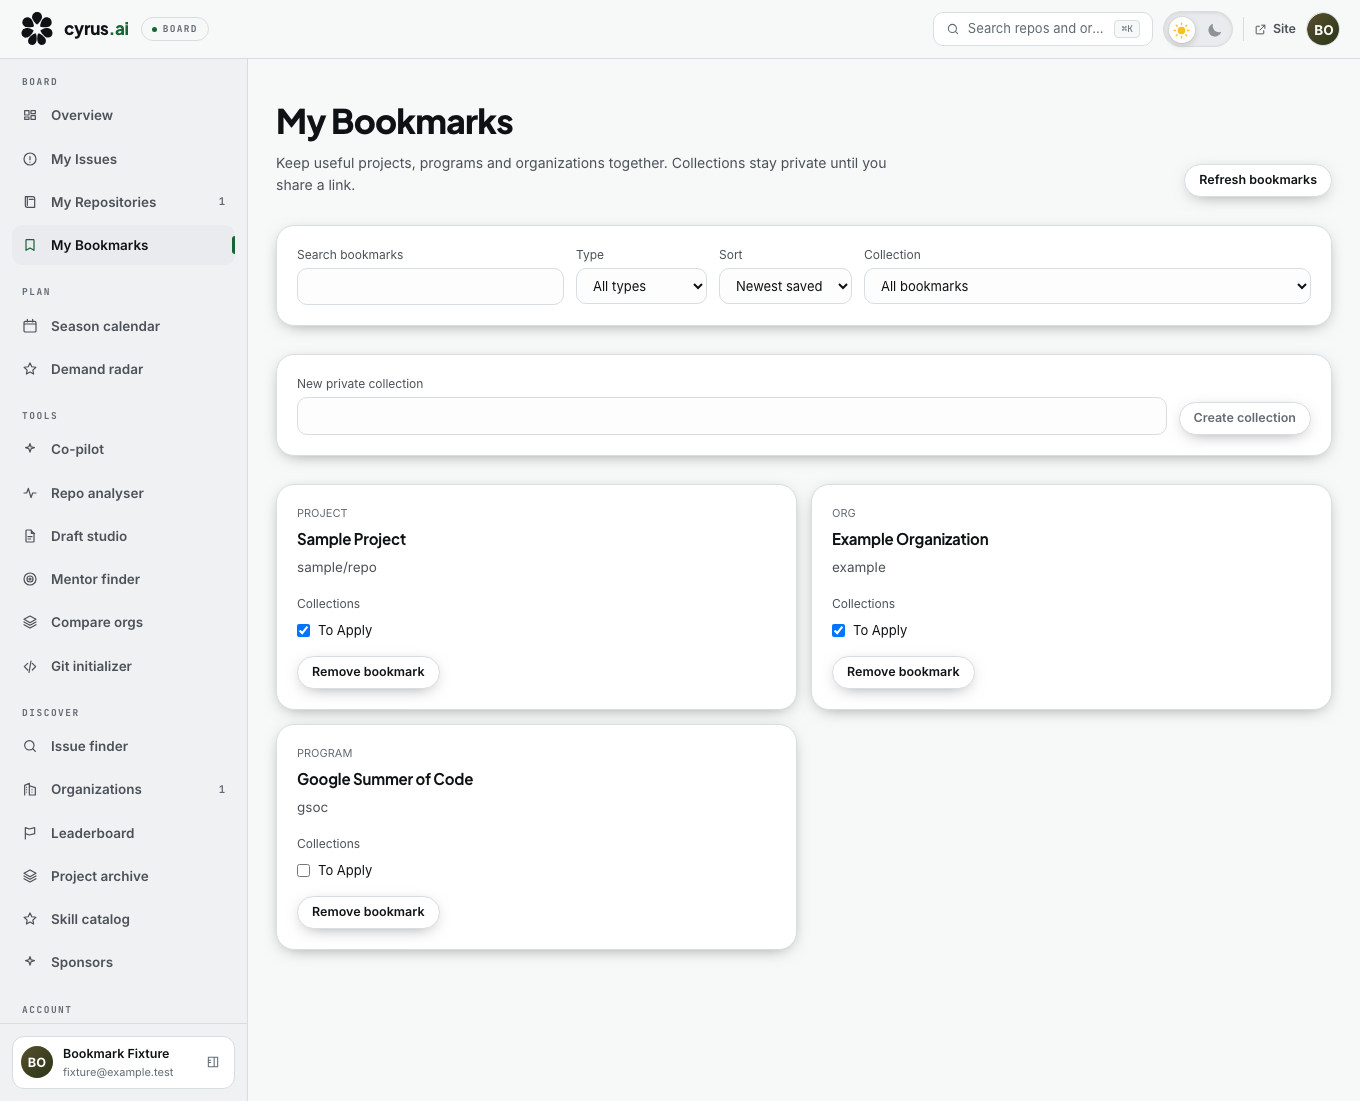 cyrus.ai
BOARD
Search repos and or...
⌘K
Site
BO
BOARD
Overview
My Issues
My Repositories 1
My Bookmarks
PLAN
Season calendar
Demand radar
TOOLS
Co-pilot
Repo analyser
Draft studio
Mentor finder
Compare orgs
Git initializer
DISCOVER
Issue finder
Organizations 1
Leaderboard
Project archive
Skill catalog
Sponsors
ACCOUNT
BO
Bookmark Fixture
fixture@example.test
My Bookmarks
Keep useful projects, programs and organizations together. Collections stay private until you
share a link.
Refresh bookmarks
Search bookmarks
Type
Sort
Collection
All types
Newest saved
All bookmarks
New private collection
Create collection
PROJECT
Sample Project
sample/repo
Collections
To Apply
Remove bookmark
ORG
Example Organization
example
Collections
To Apply
Remove bookmark
PROGRAM
Google Summer of Code
gsoc
Collections
To Apply
Remove bookmark